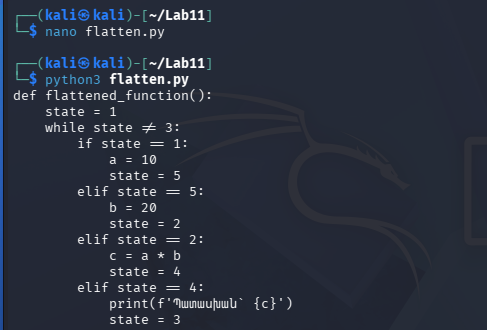 ┌──(kali㉿kali)-[~/Lab11]
└─$ nano flatten.py
┌──(kali㉿kali)-[~/Lab11]
└─$ python3 flatten.py
def flattened_function():
    state = 1
    while state != 3:
        if state == 1:
            a = 10
            state = 5
        elif state == 5:
            b = 20
            state = 2
        elif state == 2:
            c = a * b
            state = 4
        elif state == 4:
            print(f'Պատասխան՝ {c}')
            state = 3